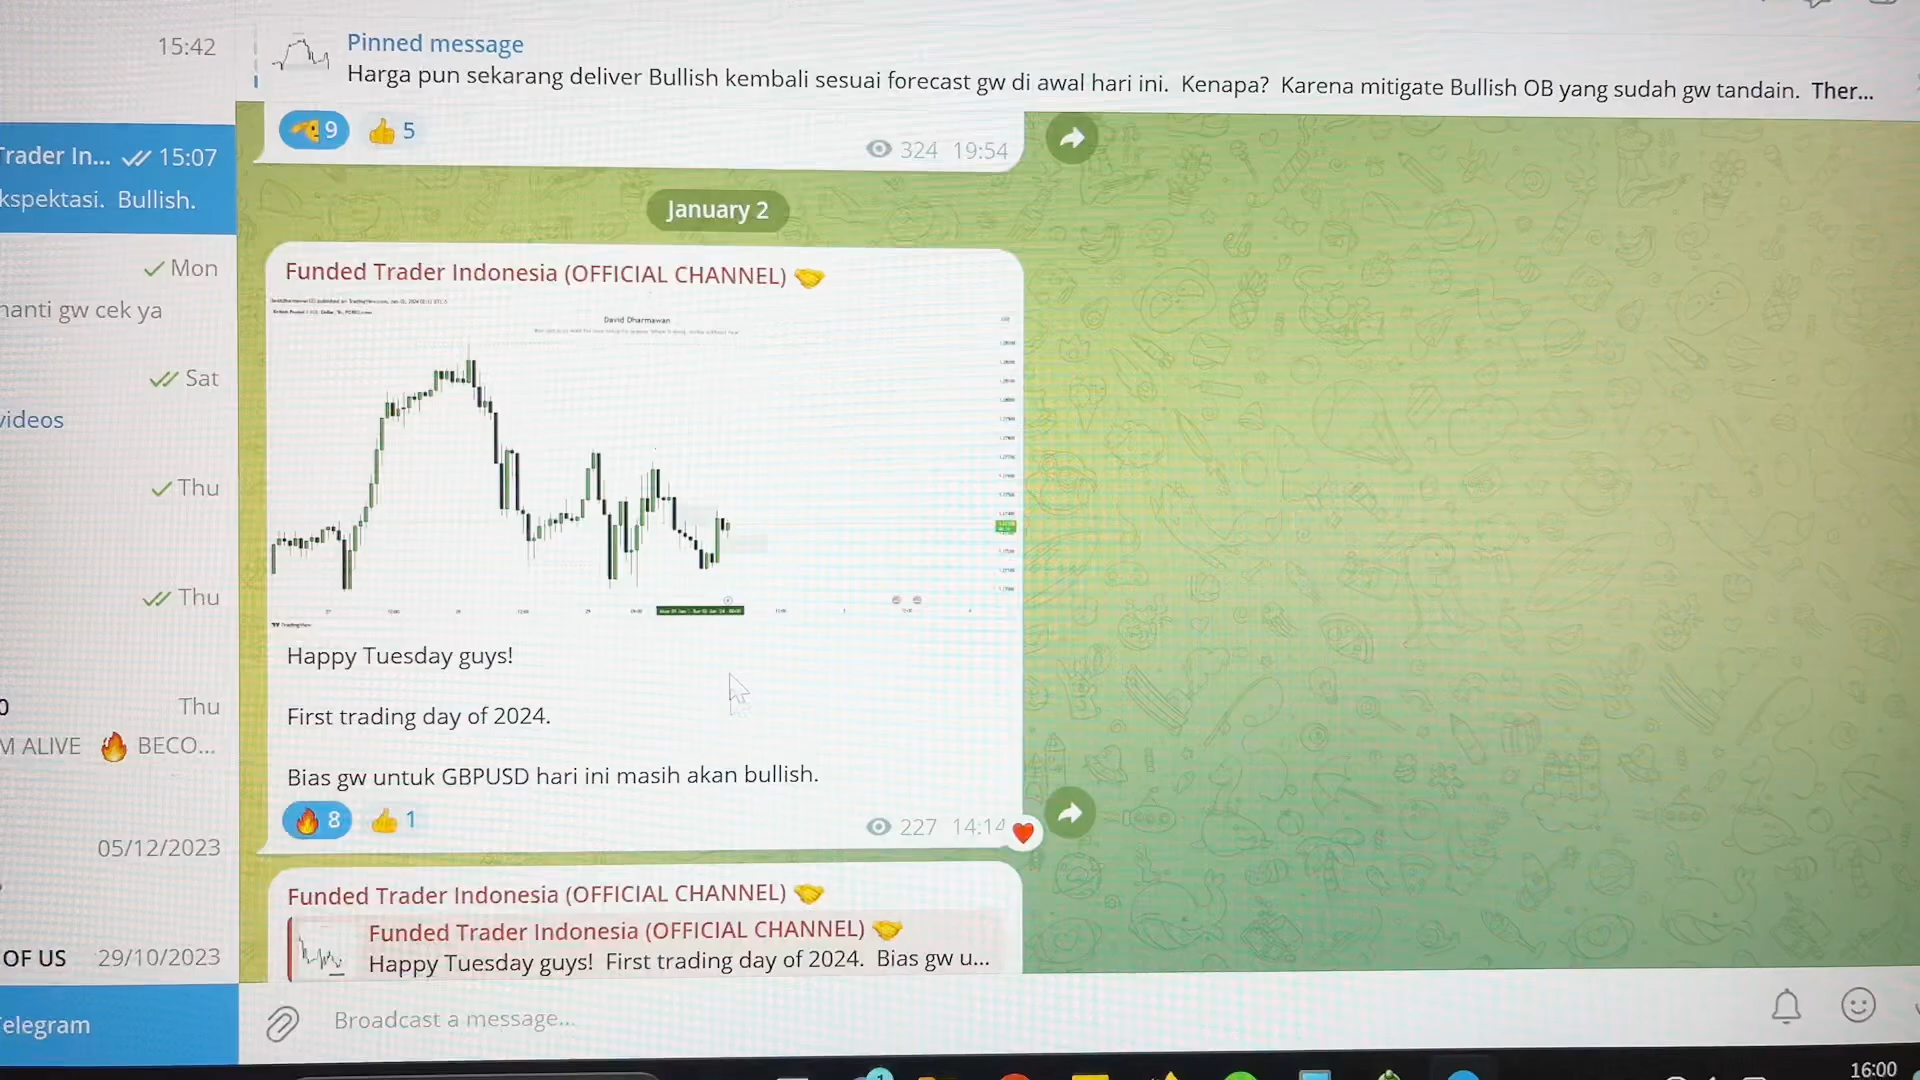 15:42
Pinned message
Harga pun sekarang deliver Bullish kembali sesuai forecast gw di awal hari ini. Kenapa? Karena mitigate Bullish OB yang sudah gw tandain. Ther...
Trader In... 15:07
kspektasi. Bullish.
9 5
324 19:54
January 2
Mon
nanti gw cek ya
Sat
videos
Thu
Thu
0 Thu
M ALIVE BECO...
05/12/2023
OF US 29/10/2023
elegram
Funded Trader Indonesia (OFFICIAL CHANNEL)
David Dharmawan
TradingView
Happy Tuesday guys!
First trading day of 2024.
Bias gw untuk GBPUSD hari ini masih akan bullish.
8 1
227 14:14
Funded Trader Indonesia (OFFICIAL CHANNEL)
Funded Trader Indonesia (OFFICIAL CHANNEL)
Happy Tuesday guys! First trading day of 2024. Bias gw u...
Broadcast a message...
1
16:00